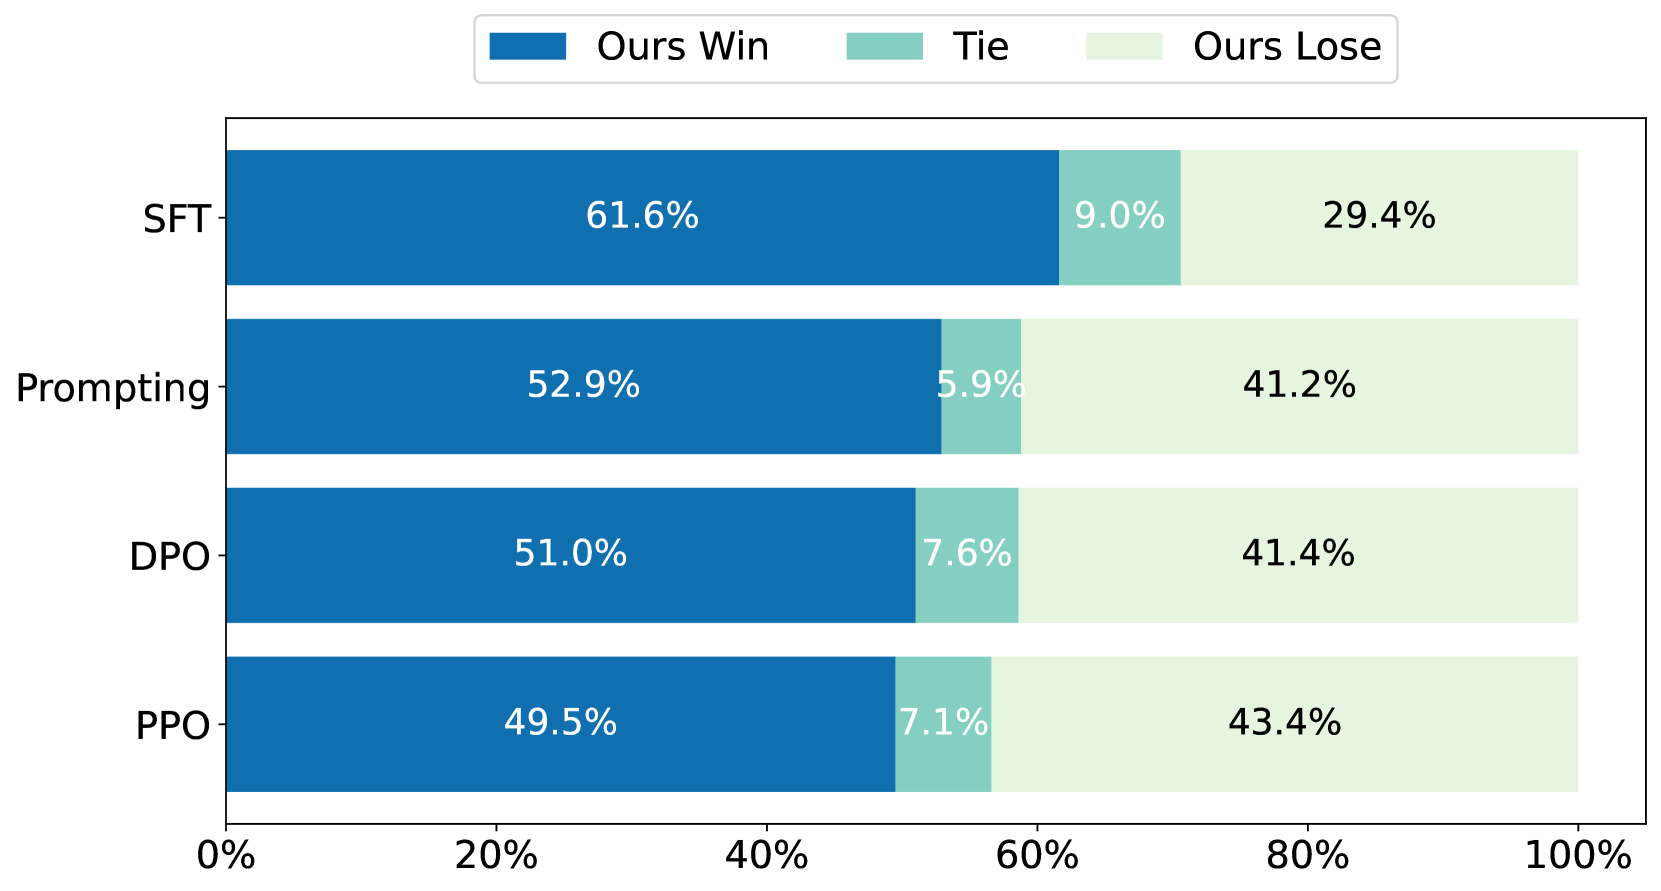 Ours Win Tie Ours Lose
SFT 61.6% 9.0% 29.4%
Prompting 52.9% 5.9% 41.2%
DPO 51.0% 7.6% 41.4%
PPO 49.5% 7.1% 43.4%
0% 20% 40% 60% 80% 100%